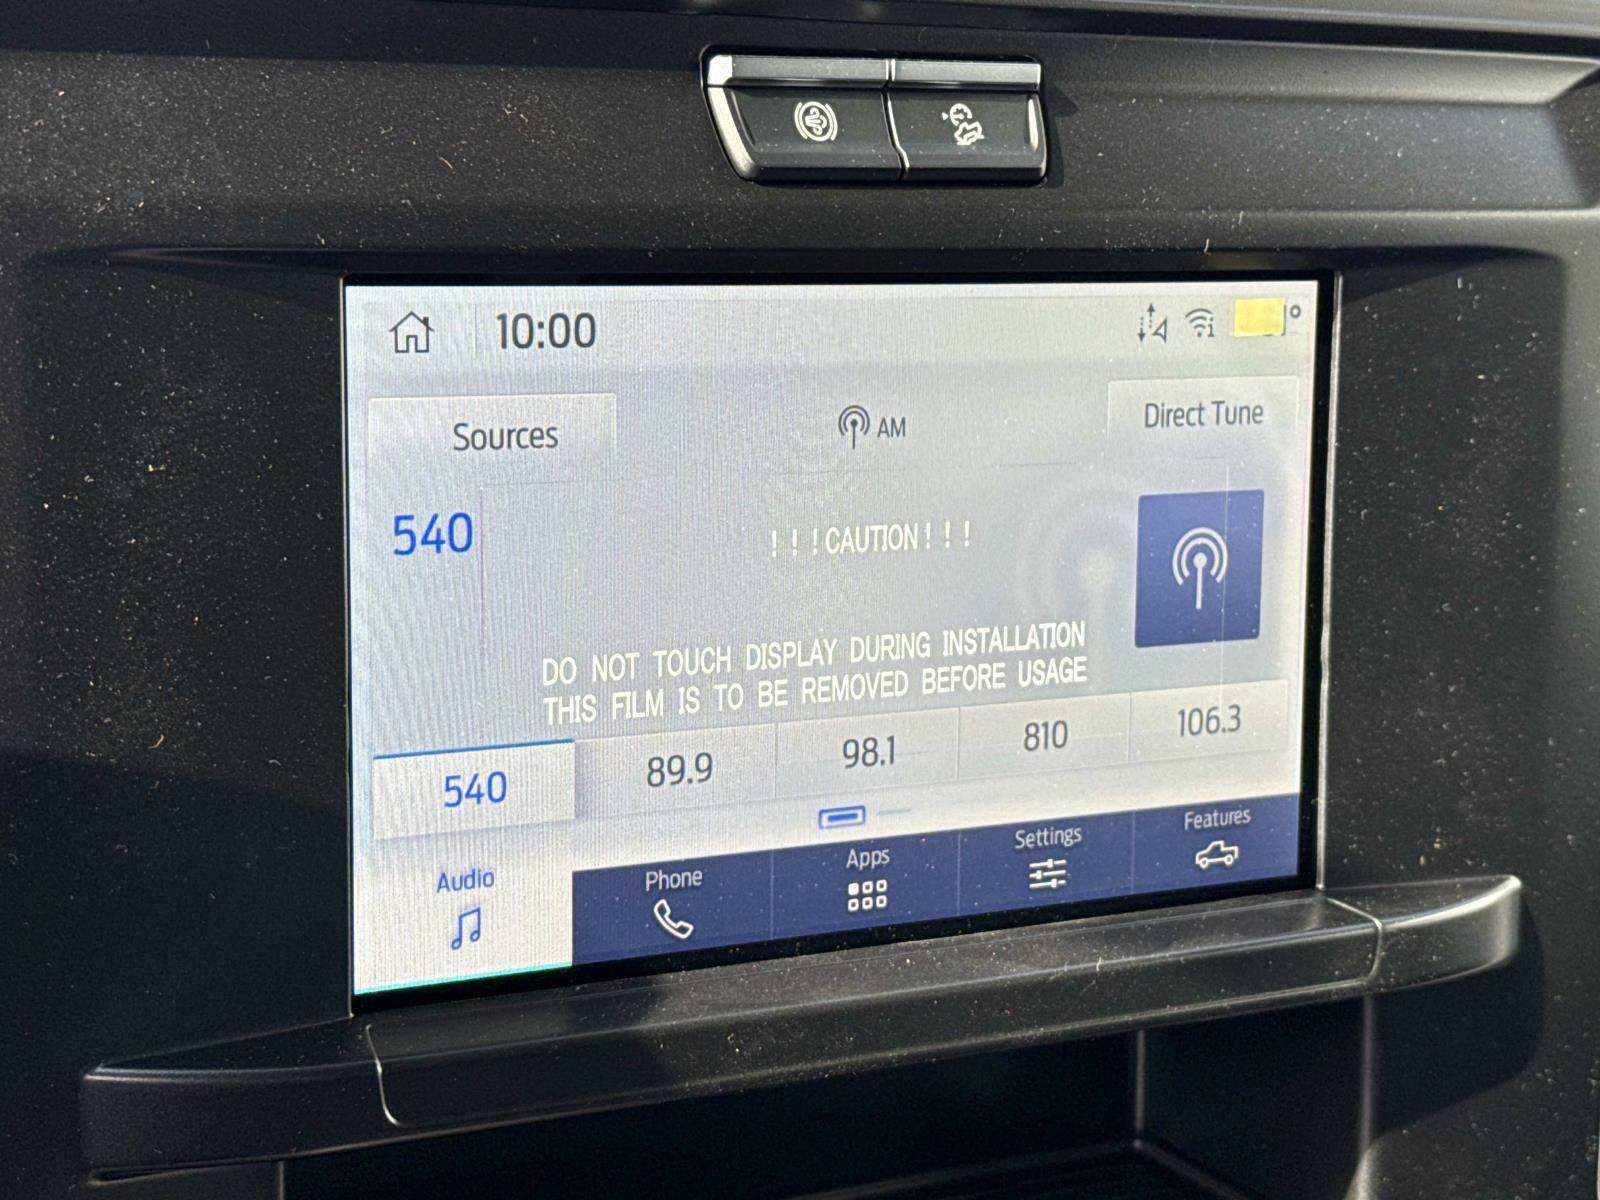 10:00
Sources
AM
Direct Tune
540
!!!CAUTION!!!
DO NOT TOUCH DISPLAY DURING INSTALLATION
THIS FILM IS TO BE REMOVED BEFORE USAGE
540
89.9
98.1
810
106.3
Audio
Phone
Apps
Settings
Features